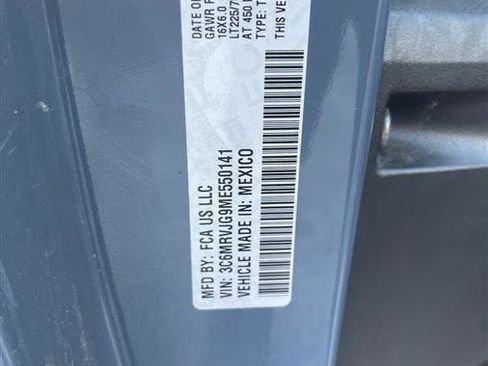 DATE OF
GAWR F
16X6.0
LT225/7
AT 450
TYPE: T
THIS VE
MFD BY: FCA US LLC
VIN: 3C6MRVJG9ME550141
VEHICLE MADE IN: MEXICO